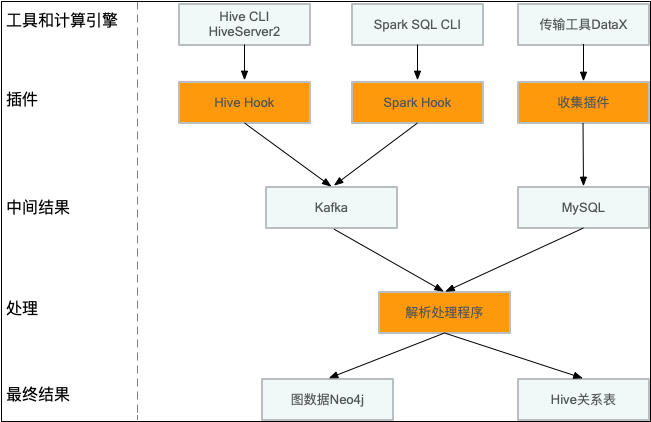 工具和计算引擎
Hive CLI
HiveServer2
Spark SQL CLI
传输工具DataX
插件
Hive Hook
Spark Hook
收集插件
中间结果
Kafka
MySQL
处理
解析处理程序
最终结果
图数据Neo4j
Hive关系表